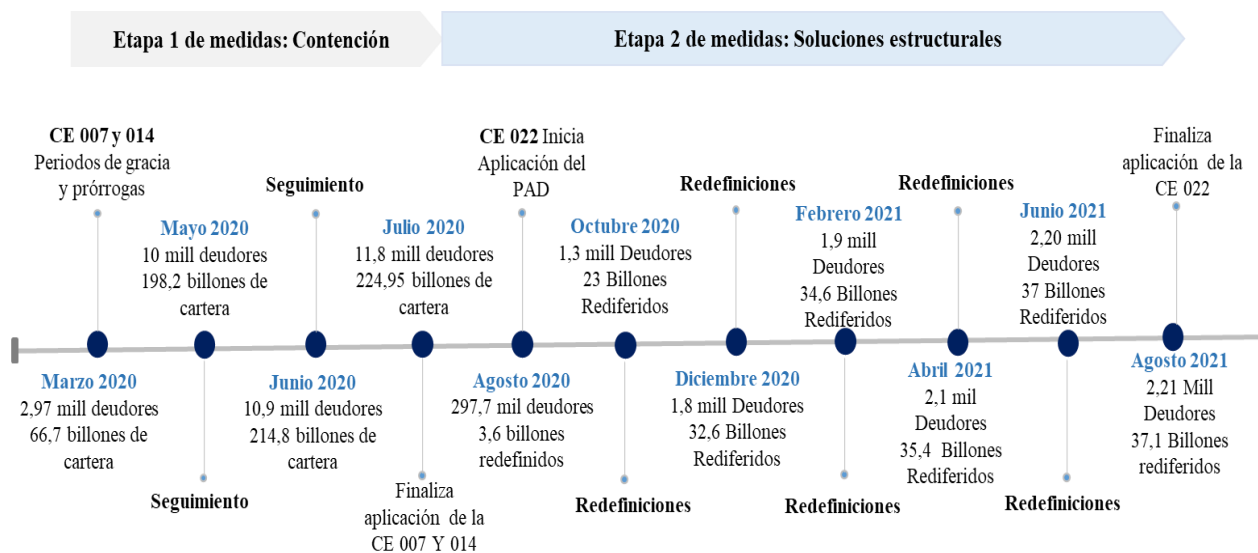 Etapa 1 de medidas: Contención
Etapa 2 de medidas: Soluciones estructurales
CE 007 y 014
Periodos de gracia
y prórrogas
Marzo 2020
2,97 mill deudores
66,7 billones de
cartera
Mayo 2020
10 mill deudores
198,2 billones de
cartera
Seguimiento
Seguimiento
Junio 2020
10,9 mill deudores
214,8 billones de
cartera
Julio 2020
11,8 mill deudores
224,95 billones de
cartera
Finaliza
aplicación de la
CE 007 Y 014
CE 022 Inicia
Aplicación del
PAD
Agosto 2020
297,7 mil deudores
3,6 billones
redefinidos
Octubre 2020
1,3 mill Deudores
23 Billones
Rediferidos
Redefiniciones
Redefiniciones
Diciembre 2020
1,8 mill Deudores
32,6 Billones
Rediferidos
Febrero 2021
1,9 mill
Deudores
34,6 Billones
Rediferidos
Redefiniciones
Redefiniciones
Abril 2021
2,1 mil
Deudores
35,4 Billones
Rediferidos
Junio 2021
2,20 mill
Deudores
37 Billones
Rediferidos
Redefiniciones
Finaliza
aplicación de la
CE 022
Agosto 2021
2,21 Mill
Deudores
37,1 Billones
rediferidos